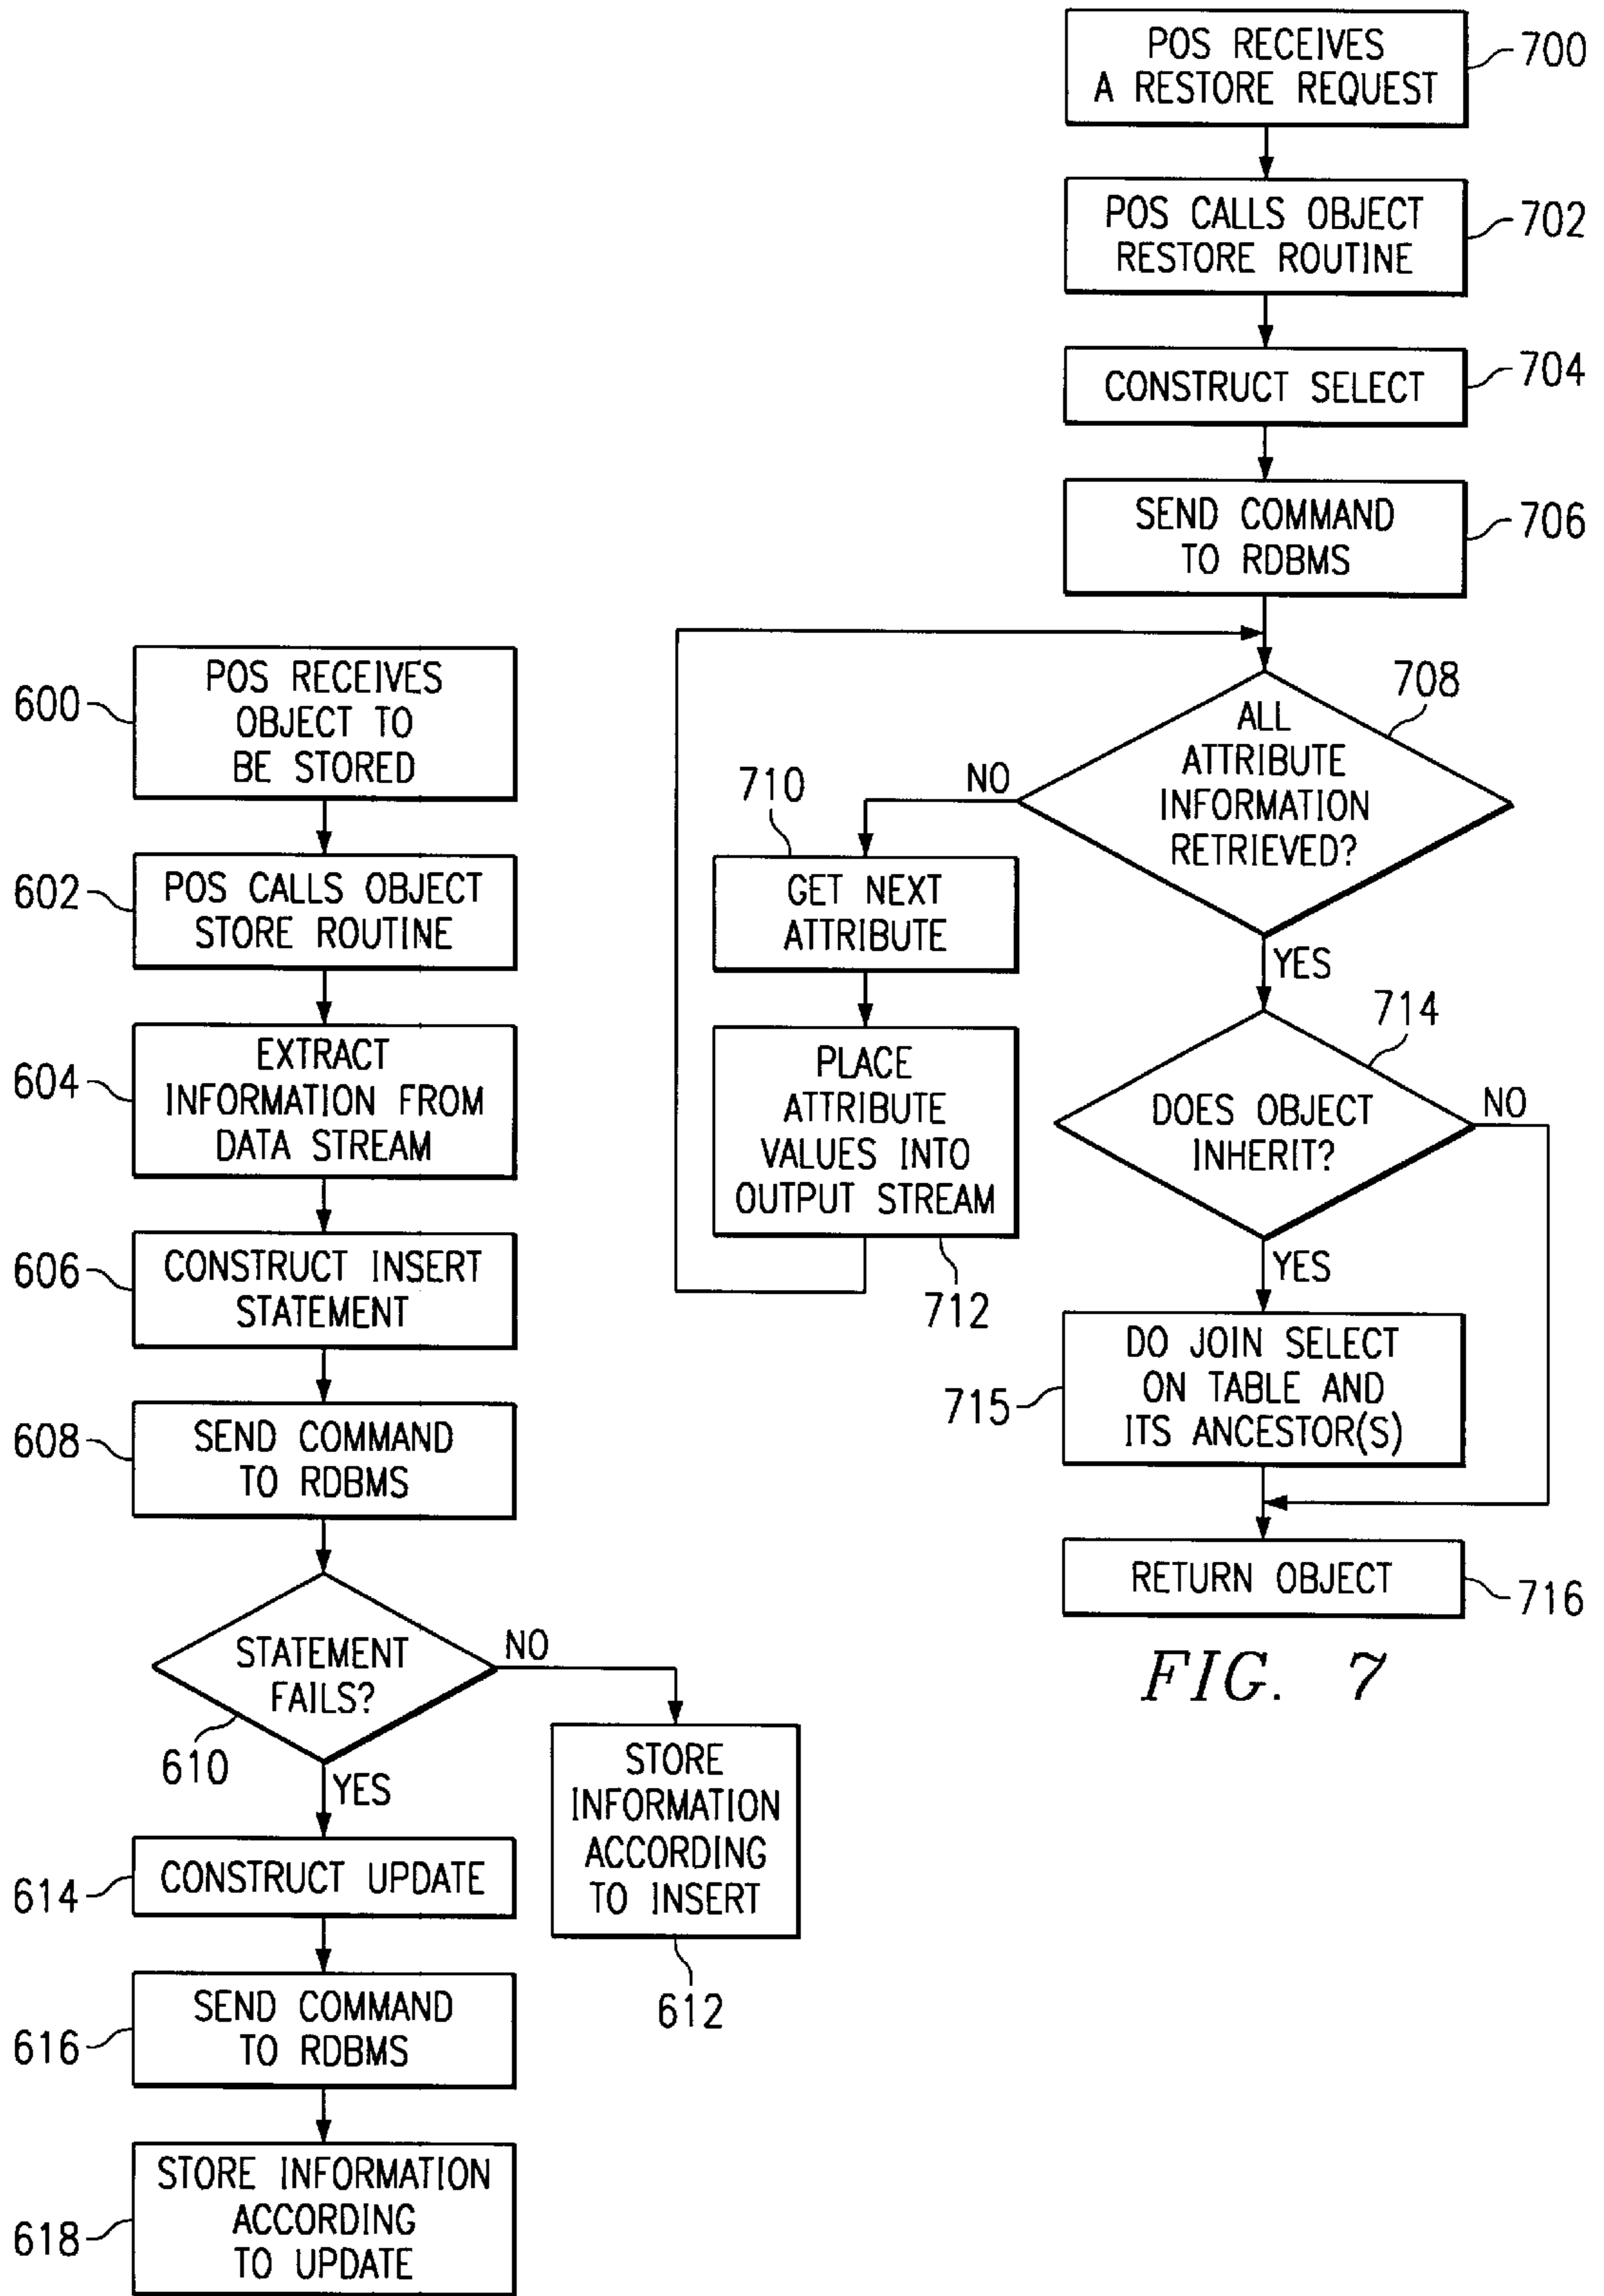 600
POS RECEIVES
OBJECT TO
BE STORED
602
POS CALLS OBJECT
STORE ROUTINE
604
EXTRACT
INFORMATION FROM
DATA STREAM
606
CONSTRUCT INSERT
STATEMENT
608
SEND COMMAND
TO RDBMS
STATEMENT
FAILS?
610
NO
YES
STORE
INFORMATION
ACCORDING
TO INSERT
612
614
CONSTRUCT UPDATE
616
SEND COMMAND
TO RDBMS
618
STORE INFORMATION
ACCORDING
TO UPDATE
POS RECEIVES
A RESTORE REQUEST
700
POS CALLS OBJECT
RESTORE ROUTINE
702
CONSTRUCT SELECT
704
SEND COMMAND
TO RDBMS
706
708
ALL
ATTRIBUTE
INFORMATION
RETRIEVED?
NO
710
GET NEXT
ATTRIBUTE
PLACE
ATTRIBUTE
VALUES INTO
OUTPUT STREAM
712
YES
714
DOES OBJECT
INHERIT?
NO
YES
715
DO JOIN SELECT
ON TABLE AND
ITS ANCESTOR(S)
RETURN OBJECT
716
FIG. 7